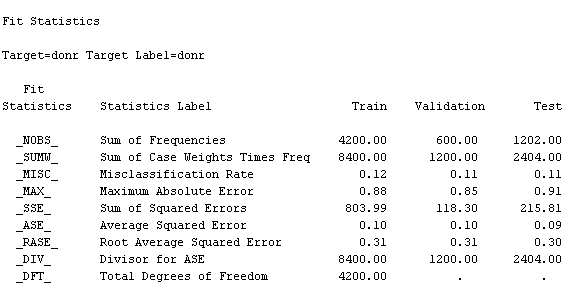 Fit Statistics
Target=donr Target Label=donr
Fit
Statistics Statistics Label Train Validation Test
_NOBS_ Sum of Frequencies 4200.00 600.00 1202.00
_SUMW_ Sum of Case Weights Times Freq 8400.00 1200.00 2404.00
_MISC_ Misclassification Rate 0.12 0.11 0.11
_MAX_ Maximum Absolute Error 0.88 0.85 0.91
_SSE_ Sum of Squared Errors 803.99 118.30 215.81
_ASE_ Average Squared Error 0.10 0.10 0.09
_RASE_ Root Average Squared Error 0.31 0.31 0.30
_DIV_ Divisor for ASE 8400.00 1200.00 2404.00
_DFT_ Total Degrees of Freedom 4200.00 . .